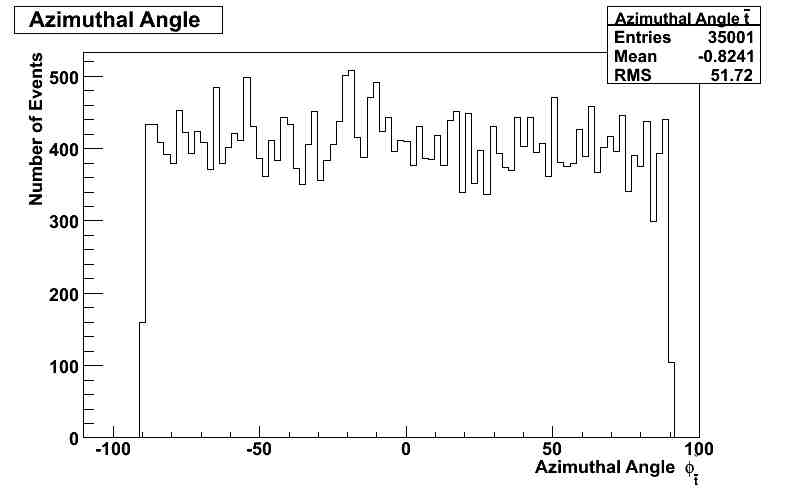 Azimuthal Angle
Azimuthal Angle t̄
Entries 35001
Mean -0.8241
RMS 51.72
Number of Events
500
400
300
200
100
0
-100 -50 0 50 100
Azimuthal Angle ϕ t̄